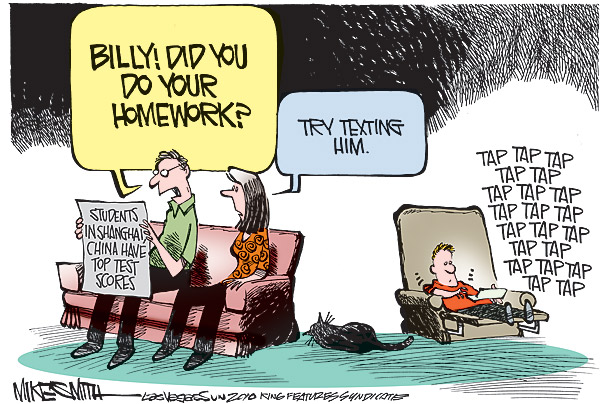 BILLY! DID YOU
DO YOUR
HOMEWORK?
TRY TEXTING
HIM.
STUDENTS
IN SHANGHAI
CHINA HAVE
TOP TEST
SCORES
TAP TAP TAP
TAP TAP
TAP TAP TAP
TAP TAP TAP
TAP TAP TAP
TAP TAP
TAP TAP TAP
TAP TAP
MIKE SMITH
LAS VEGAS SUN 2010 KING FEATURES SYNDICATE